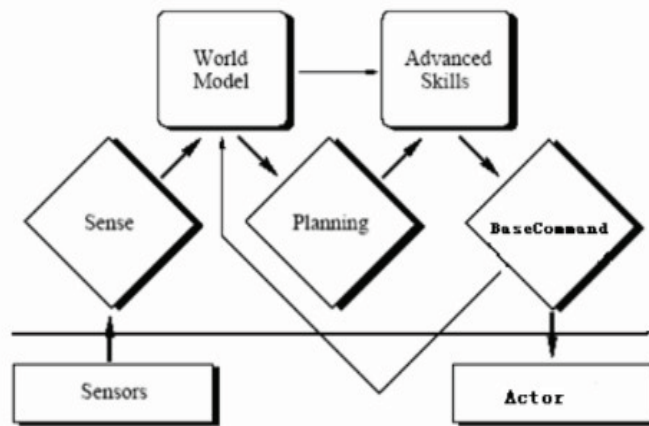 World
Model
Advanced
Skills
Sense
Planning
BaseCommand
Sensors
Actor